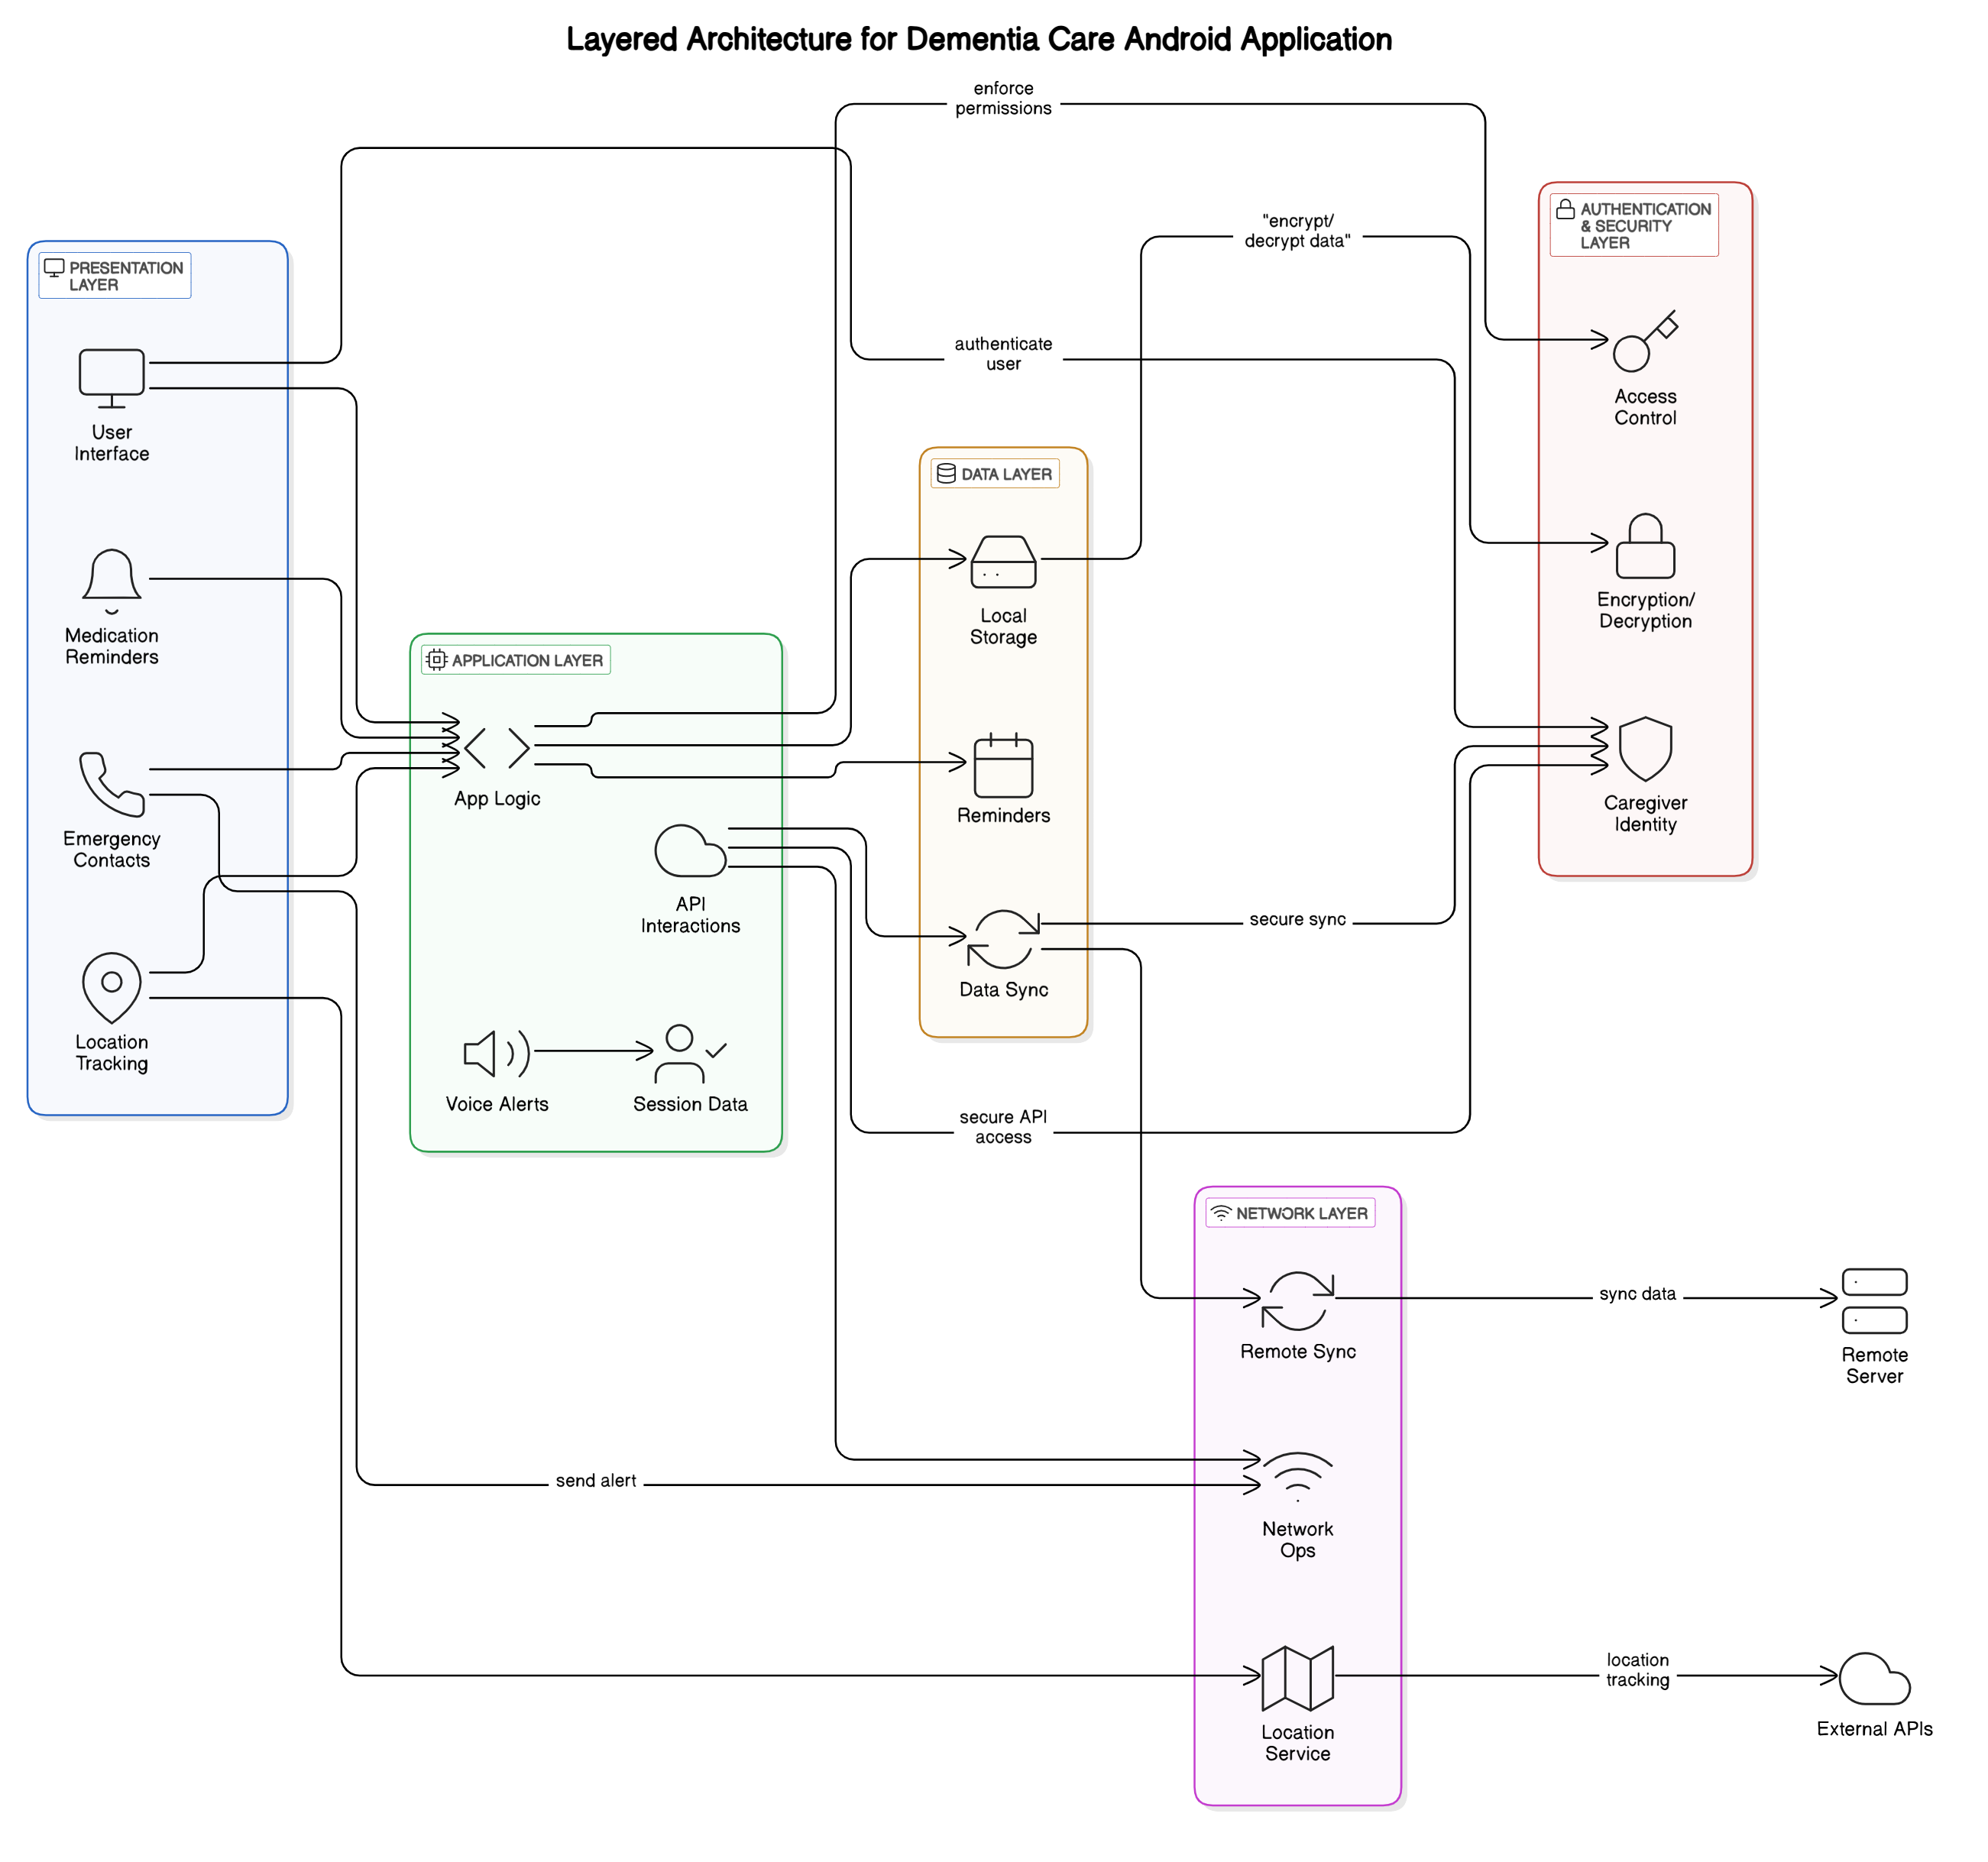 Layered Architecture for Dementia Care Android Application
enforce
permissions
"encrypt/
decrypt data"
authenticate
user
PRESENTATION
LAYER
User
Interface
Medication
Reminders
Emergency
Contacts
Location
Tracking
APPLICATION LAYER
App Logic
API
Interactions
Voice Alerts
Session Data
DATA LAYER
Local
Storage
Reminders
Data Sync
AUTHENTICATION
& SECURITY
LAYER
Access
Control
Encryption/
Decryption
Caregiver
Identity
secure sync
secure API
access
NETWORK LAYER
Remote Sync
sync data
Remote
Server
send alert
Network
Ops
Location
Service
location
tracking
External APIs